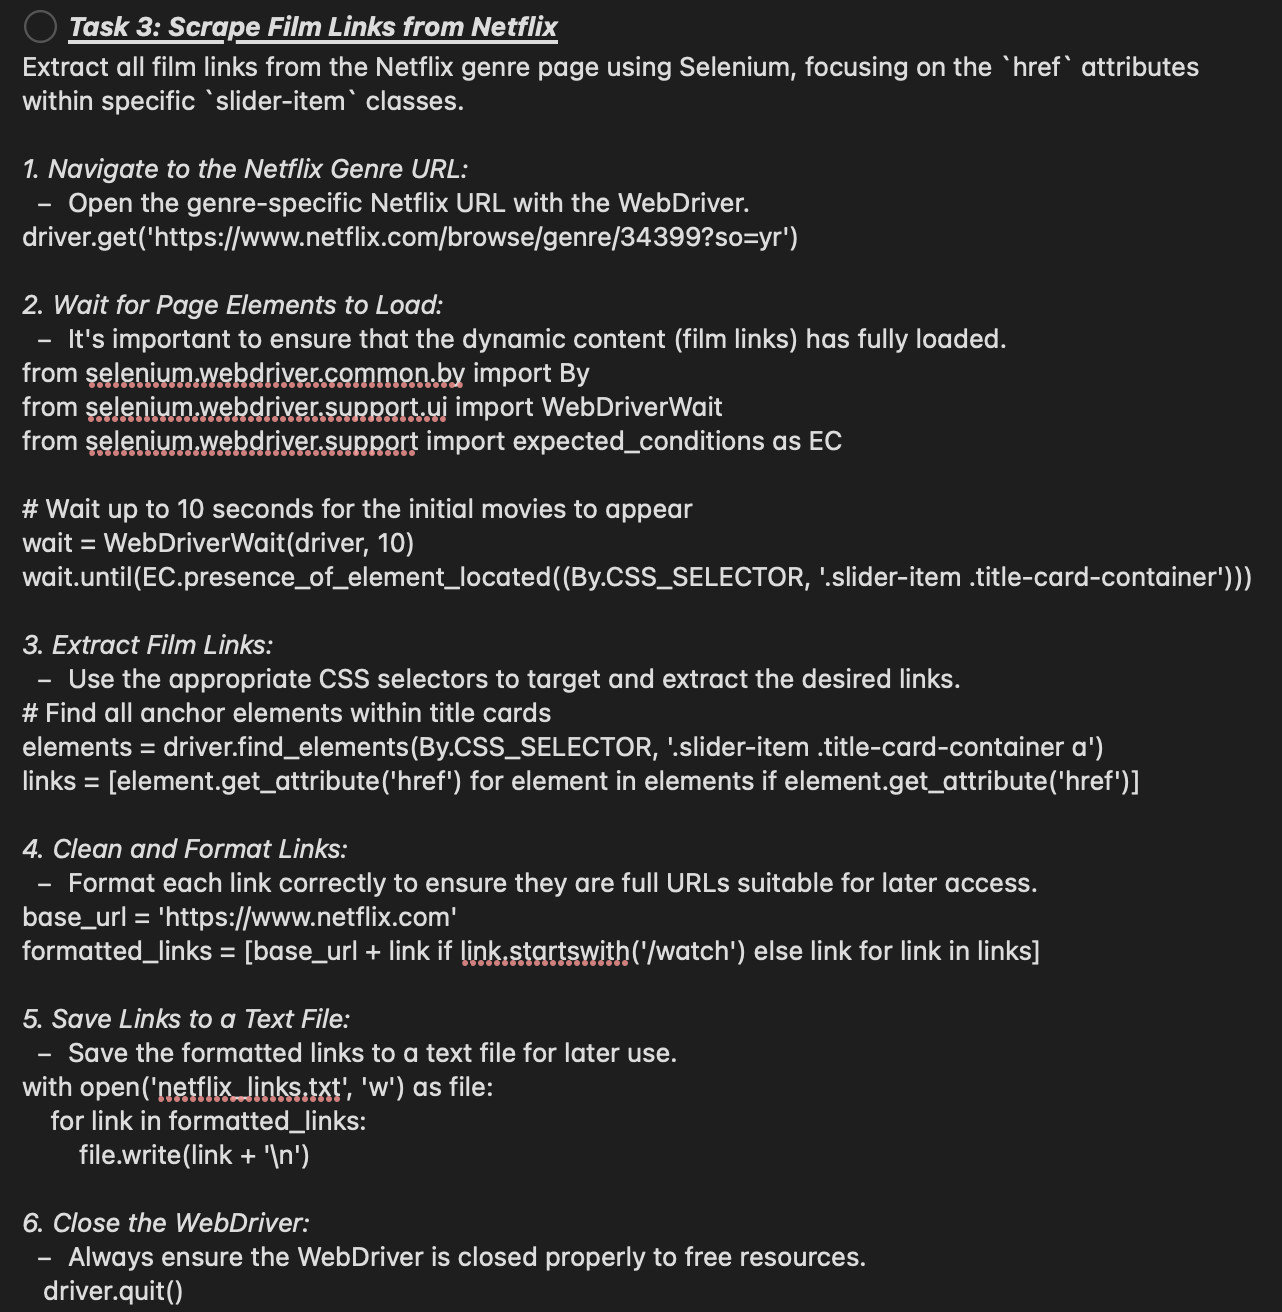 Task 3: Scrape Film Links from Netflix
Extract all film links from the Netflix genre page using Selenium, focusing on the `href` attributes
within specific `slider-item` classes.
1. Navigate to the Netflix Genre URL:
– Open the genre-specific Netflix URL with the WebDriver.
driver.get('https://www.netflix.com/browse/genre/34399?so=yr')
2. Wait for Page Elements to Load:
– It's important to ensure that the dynamic content (film links) has fully loaded.
from selenium.webdriver.common.by import By
from selenium.webdriver.support.ui import WebDriverWait
from selenium.webdriver.support import expected_conditions as EC
# Wait up to 10 seconds for the initial movies to appear
wait = WebDriverWait(driver, 10)
wait.until(EC.presence_of_element_located((By.CSS_SELECTOR, '.slider-item .title-card-container')))
3. Extract Film Links:
– Use the appropriate CSS selectors to target and extract the desired links.
# Find all anchor elements within title cards
elements = driver.find_elements(By.CSS_SELECTOR, '.slider-item .title-card-container a')
links = [element.get_attribute('href') for element in elements if element.get_attribute('href')]
4. Clean and Format Links:
– Format each link correctly to ensure they are full URLs suitable for later access.
base_url = 'https://www.netflix.com'
formatted_links = [base_url + link if link.startswith('/watch') else link for link in links]
5. Save Links to a Text File:
– Save the formatted links to a text file for later use.
with open('netflix_links.txt', 'w') as file:
for link in formatted_links:
file.write(link + '\n')
6. Close the WebDriver:
– Always ensure the WebDriver is closed properly to free resources.
driver.quit()